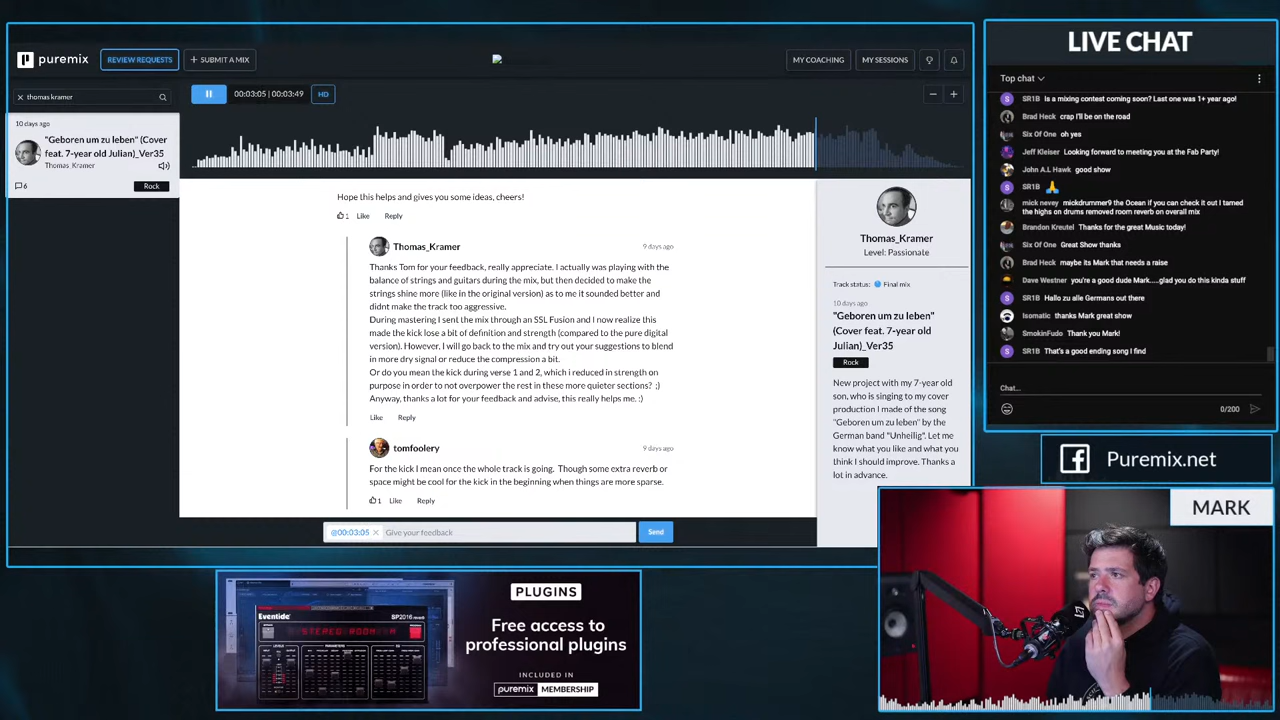 puremix
REVIEW REQUESTS
+ SUBMIT A MIX
MY COACHING
MY SESSIONS
thomas kramer
00:03:05 | 00:03:49
HD
10 days ago
"Geboren um zu leben" (Cover
feat. 7-year old Julian)_Ver35
Thomas_Kramer
6
Rock
Hope this helps and gives you some ideas, cheers!
1 Like Reply
Thomas_Kramer
9 days ago
Thanks Tom for your feedback, really appreciate. I actually was playing with the
balance of strings and guitars during the mix, but then decided to make the
strings shine more (like in the original version) as to me it sounded better and
didnt make the track too aggressive.
During mastering I sent the mix through an SSL Fusion and I now realize this
made the kick lose a bit of definition and strength (compared to the pure digital
version). However, I will go back to the mix and try out your suggestions to blend
in more dry signal or reduce the compression a bit.
Or do you mean the kick during verse 1 and 2, which i reduced in strength on
purpose in order to not overpower the rest in these more quieter sections? ;)
Anyway, thanks a lot for your feedback and advise, this really helps me. :)
Like Reply
tomfoolery
9 days ago
For the kick I mean once the whole track is going. Though some extra reverb or
space might be cool for the kick in the beginning when things are more sparse.
1 Like Reply
@00:03:05 × Give your feedback
Send
Thomas_Kramer
Level: Passionate
Track status: Final mix
10 days ago
"Geboren um zu leben"
(Cover feat. 7-year old
Julian)_Ver35
Rock
New project with my 7-year old
son, who is singing to my cover
production I made of the song
"Geboren um zu leben" by the
German band "Unheilig". Let me
know what you like and what you
think I should improve. Thanks a
lot in advance.
LIVE CHAT
Top chat
SR1B Is a mixing contest coming soon? Last one was 1+ year ago!
Brad Heck crap I'll be on the road
Six Of One oh yes
Jeff Kleiser Looking forward to meeting you at the Fab Party!
John A.L Hawk good show
SR1B 🙏
mick nevey mickdrummer9 the Ocean if you can check it out I tamed
the highs on drums removed room reverb on overall mix
Brandon Kreutel Thanks for the great Music today!
Six Of One Great Show thanks
Brad Heck maybe its Mark that needs a raise
Dave Westner you're a good dude Mark.....glad you do this kinda stuff
SR1B Hallo zu alle Germans out there
Isomatic thanks Mark great show
SmokinFudo Thank you Mark!
SR1B That's a good ending song I find
Chat...
0/200
Puremix.net
MARK
Eventide
SP2016 reverb
STEREO ROOM
PLUGINS
Free access to
professional plugins
INCLUDED IN
puremix MEMBERSHIP